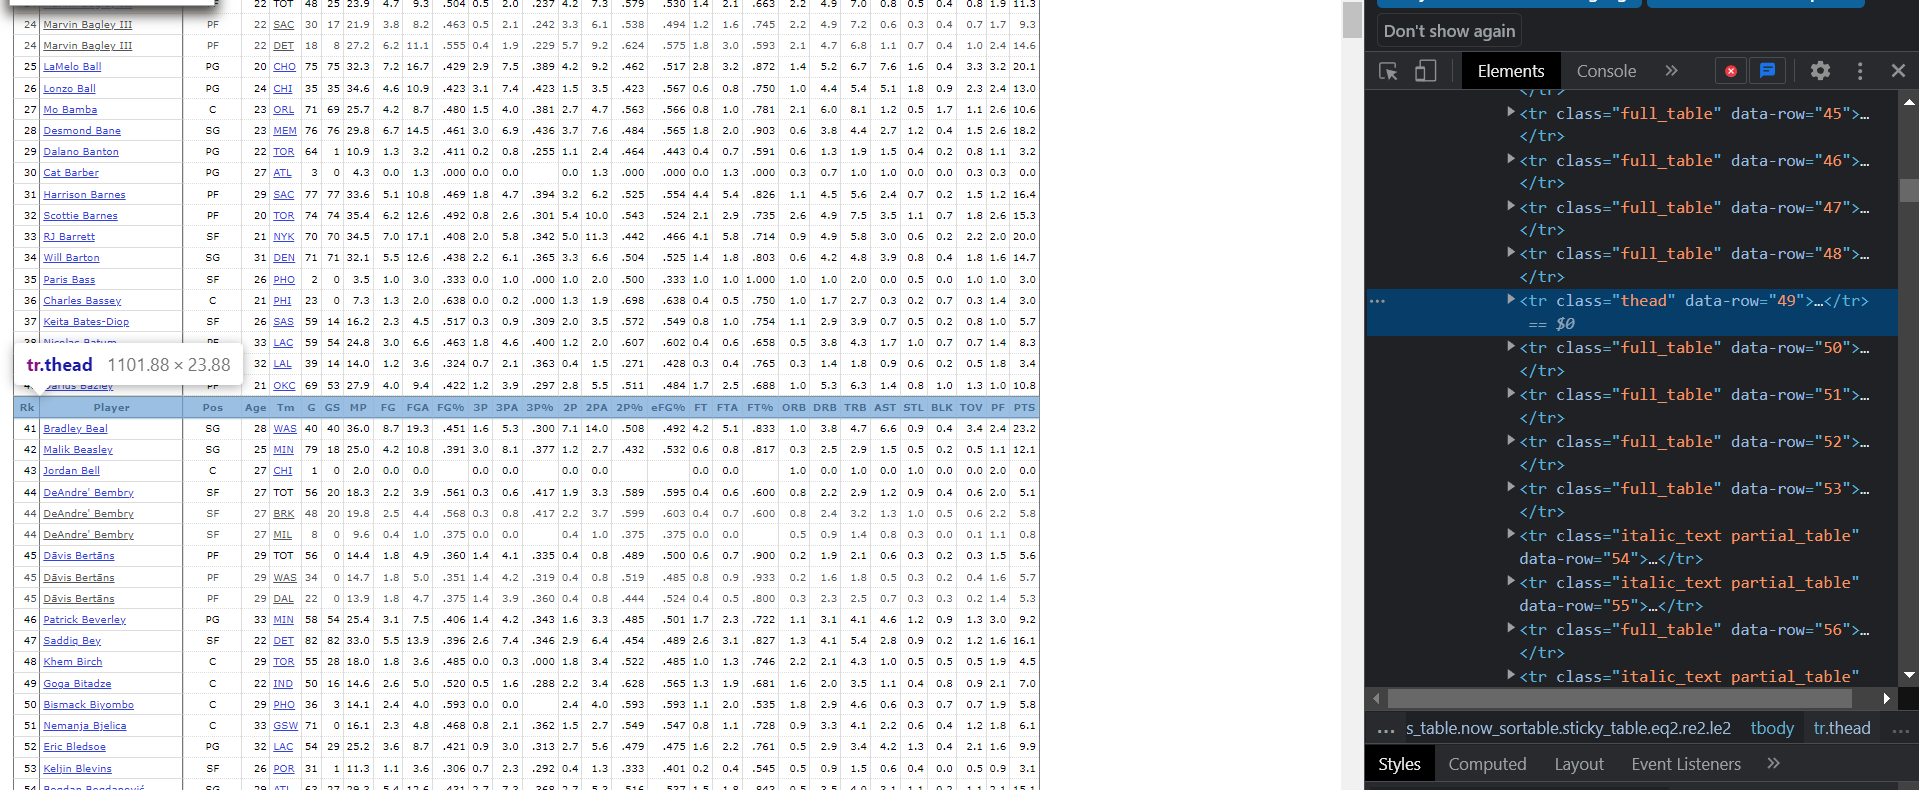 22 TOT 48 25 23.9 4.7 9.3 .504 0.5 2.0 .237 4.2 7.3 .579 .530 1.4 2.1 .663 2.2 4.9 7.0 0.8 0.5 0.4 0.8 1.9 11.3
24 Marvin Bagley III PF 22 SAC 30 17 21.9 3.8 8.2 .463 0.5 2.1 .242 3.3 6.1 .538 .494 1.2 1.6 .745 2.2 4.9 7.2 0.6 0.3 0.4 0.7 1.7 9.3
24 Marvin Bagley III PF 22 DET 18 8 27.2 6.2 11.1 .555 0.4 1.9 .229 5.7 9.2 .624 .575 1.8 3.0 .593 2.1 4.7 6.8 1.1 0.7 0.4 1.0 2.4 14.6
25 LaMelo Ball PG 20 CHO 75 75 32.3 7.2 16.7 .429 2.9 7.5 .389 4.2 9.2 .462 .517 2.8 3.2 .872 1.4 5.2 6.7 7.6 1.6 0.4 3.3 3.2 20.1
26 Lonzo Ball PG 24 CHI 35 35 34.6 4.6 10.9 .423 3.1 7.4 .423 1.5 3.5 .423 .567 0.6 0.8 .750 1.0 4.4 5.4 5.1 1.8 0.9 2.3 2.4 13.0
27 Mo Bamba C 23 ORL 71 69 25.7 4.2 8.7 .480 1.5 4.0 .381 2.7 4.7 .563 .566 0.8 1.0 .781 2.1 6.0 8.1 1.2 0.5 1.7 1.1 2.6 10.6
28 Desmond Bane SG 23 MEM 76 76 29.8 6.7 14.5 .461 3.0 6.9 .436 3.7 7.6 .484 .565 1.8 2.0 .903 0.6 3.8 4.4 2.7 1.2 0.4 1.5 2.6 18.2
29 Dalano Banton PG 22 TOR 64 1 10.9 1.3 3.2 .411 0.2 0.8 .255 1.1 2.4 .464 .443 0.4 0.7 .591 0.6 1.3 1.9 1.5 0.4 0.2 0.8 1.1 3.2
30 Cat Barber PG 27 ATL 3 0 4.3 0.0 1.3 .000 0.0 0.0 0.0 1.3 .000 .000 0.0 1.3 .000 0.3 0.7 1.0 1.0 0.0 0.0 0.3 0.3 0.0
31 Harrison Barnes PF 29 SAC 77 77 33.6 5.1 10.8 .469 1.8 4.7 .394 3.2 6.2 .525 .554 4.4 5.4 .826 1.1 4.5 5.6 2.4 0.7 0.2 1.5 1.2 16.4
32 Scottie Barnes PF 20 TOR 74 74 35.4 6.2 12.6 .492 0.8 2.6 .301 5.4 10.0 .543 .524 2.1 2.9 .735 2.6 4.9 7.5 3.5 1.1 0.7 1.8 2.6 15.3
33 RJ Barrett SF 21 NYK 70 70 34.5 7.0 17.1 .408 2.0 5.8 .342 5.0 11.3 .442 .466 4.1 5.8 .714 0.9 4.9 5.8 3.0 0.6 0.2 2.2 2.0 20.0
34 Will Barton SG 31 DEN 71 71 32.1 5.5 12.6 .438 2.2 6.1 .365 3.3 6.6 .504 .525 1.4 1.8 .803 0.6 4.2 4.8 3.9 0.8 0.4 1.8 1.6 14.7
35 Paris Bass SF 26 PHO 2 0 3.5 1.0 3.0 .333 0.0 1.0 .000 1.0 2.0 .500 .333 1.0 1.0 1.000 1.0 1.0 2.0 0.0 0.5 0.0 1.0 1.0 3.0
36 Charles Bassey C 21 PHI 23 0 7.3 1.3 2.0 .638 0.0 0.2 .000 1.3 1.9 .698 .638 0.4 0.5 .750 1.0 1.7 2.7 0.3 0.2 0.7 0.3 1.4 3.0
37 Keita Bates-Diop SF 26 SAS 59 14 16.2 2.3 4.5 .517 0.3 0.9 .309 2.0 3.5 .572 .549 0.8 1.0 .754 1.1 2.9 3.9 0.7 0.5 0.2 0.8 1.0 5.7
38 Nicolas Batum PF 33 LAC 59 54 24.8 3.0 6.6 .463 1.8 4.6 .400 1.2 2.0 .607 .602 0.4 0.6 .658 0.5 3.8 4.3 1.7 1.0 0.7 0.7 1.4 8.3
tr.thead 1101.88 × 23.88
32 LAL 39 14 14.0 1.2 3.6 .324 0.7 2.1 .363 0.4 1.5 .271 .428 0.3 0.4 .765 0.3 1.4 1.8 0.9 0.6 0.2 0.5 1.8 3.4
Darius Bazley PF 21 OKC 69 53 27.9 4.0 9.4 .422 1.2 3.9 .297 2.8 5.5 .511 .484 1.7 2.5 .688 1.0 5.3 6.3 1.4 0.8 1.0 1.3 1.0 10.8
Rk Player Pos Age Tm G GS MP FG FGA FG% 3P 3PA 3P% 2P 2PA 2P% eFG% FT FTA FT% ORB DRB TRB AST STL BLK TOV PF PTS
41 Bradley Beal SG 28 WAS 40 40 36.0 8.7 19.3 .451 1.6 5.3 .300 7.1 14.0 .508 .492 4.2 5.1 .833 1.0 3.8 4.7 6.6 0.9 0.4 3.4 2.4 23.2
42 Malik Beasley SG 25 MIN 79 18 25.0 4.2 10.8 .391 3.0 8.1 .377 1.2 2.7 .432 .532 0.6 0.8 .817 0.3 2.5 2.9 1.5 0.5 0.2 0.5 1.1 12.1
43 Jordan Bell C 27 CHI 1 0 2.0 0.0 0.0 0.0 0.0 0.0 0.0 0.0 0.0 1.0 0.0 1.0 0.0 1.0 0.0 0.0 2.0 0.0
44 DeAndre' Bembry SF 27 TOT 56 20 18.3 2.2 3.9 .561 0.3 0.6 .417 1.9 3.3 .589 .595 0.4 0.6 .600 0.8 2.2 2.9 1.2 0.9 0.4 0.6 2.0 5.1
44 DeAndre' Bembry SF 27 BRK 48 20 19.8 2.5 4.4 .568 0.3 0.8 .417 2.2 3.7 .599 .603 0.4 0.7 .600 0.8 2.4 3.2 1.3 1.0 0.5 0.6 2.2 5.8
44 DeAndre' Bembry SF 27 MIL 8 0 9.6 0.4 1.0 .375 0.0 0.0 0.4 1.0 .375 .375 0.0 0.0 0.5 0.9 1.4 0.8 0.3 0.0 0.1 1.1 0.8
45 Dāvis Bertāns PF 29 TOT 56 0 14.4 1.8 4.9 .360 1.4 4.1 .335 0.4 0.8 .489 .500 0.6 0.7 .900 0.2 1.9 2.1 0.6 0.3 0.2 0.3 1.5 5.6
45 Dāvis Bertāns PF 29 WAS 34 0 14.7 1.8 5.0 .351 1.4 4.2 .319 0.4 0.8 .519 .485 0.8 0.9 .933 0.2 1.6 1.8 0.5 0.3 0.2 0.4 1.6 5.7
45 Dāvis Bertāns PF 29 DAL 22 0 13.9 1.8 4.7 .375 1.4 3.9 .360 0.4 0.8 .444 .524 0.4 0.5 .800 0.3 2.3 2.5 0.7 0.3 0.3 0.2 1.4 5.3
46 Patrick Beverley PG 33 MIN 58 54 25.4 3.1 7.5 .406 1.4 4.2 .343 1.6 3.3 .485 .501 1.7 2.3 .722 1.1 3.1 4.1 4.6 1.2 0.9 1.3 3.0 9.2
47 Saddiq Bey SF 22 DET 82 82 33.0 5.5 13.9 .396 2.6 7.4 .346 2.9 6.4 .454 .489 2.6 3.1 .827 1.3 4.1 5.4 2.8 0.9 0.2 1.2 1.6 16.1
48 Khem Birch C 29 TOR 55 28 18.0 1.8 3.6 .485 0.0 0.3 .000 1.8 3.4 .522 .485 1.0 1.3 .746 2.2 2.1 4.3 1.0 0.5 0.5 0.5 1.9 4.5
49 Goga Bitadze C 22 IND 50 16 14.6 2.6 5.0 .520 0.5 1.6 .288 2.2 3.4 .628 .565 1.3 1.9 .681 1.6 2.0 3.5 1.1 0.4 0.8 0.9 2.1 7.0
50 Bismack Biyombo C 29 PHO 36 3 14.1 2.4 4.0 .593 0.0 0.0 2.4 4.0 .593 .593 1.1 2.0 .535 1.8 2.9 4.6 0.6 0.3 0.7 0.7 1.9 5.8
51 Nemanja Bjelica C 33 GSW 71 0 16.1 2.3 4.8 .468 0.8 2.1 .362 1.5 2.7 .549 .547 0.8 1.1 .728 0.9 3.3 4.1 2.2 0.6 0.4 1.2 1.8 6.1
52 Eric Bledsoe PG 32 LAC 54 29 25.2 3.6 8.7 .421 0.9 3.0 .313 2.7 5.6 .479 .475 1.6 2.2 .761 0.5 2.9 3.4 4.2 1.3 0.4 2.1 1.6 9.9
53 Keljin Blevins SF 26 POR 31 1 11.3 1.1 3.6 .306 0.7 2.3 .292 0.4 1.3 .333 .401 0.2 0.4 .545 0.5 0.9 1.5 0.6 0.4 0.0 0.5 0.9 3.1
Don't show again
Elements Console
</tr>
<tr class="full_table" data-row="45">…
</tr>
<tr class="full_table" data-row="46">…
</tr>
<tr class="full_table" data-row="47">…
</tr>
<tr class="full_table" data-row="48">…
</tr>
<tr class="thead" data-row="49">…</tr>
== $0
<tr class="full_table" data-row="50">…
</tr>
<tr class="full_table" data-row="51">…
</tr>
<tr class="full_table" data-row="52">…
</tr>
<tr class="full_table" data-row="53">…
</tr>
<tr class="italic_text partial_table"
data-row="54">…</tr>
<tr class="italic_text partial_table"
data-row="55">…</tr>
<tr class="full_table" data-row="56">…
</tr>
<tr class="italic_text partial_table"
… s_table.now_sortable.sticky_table.eq2.re2.le2 tbody tr.thead …
Styles Computed Layout Event Listeners